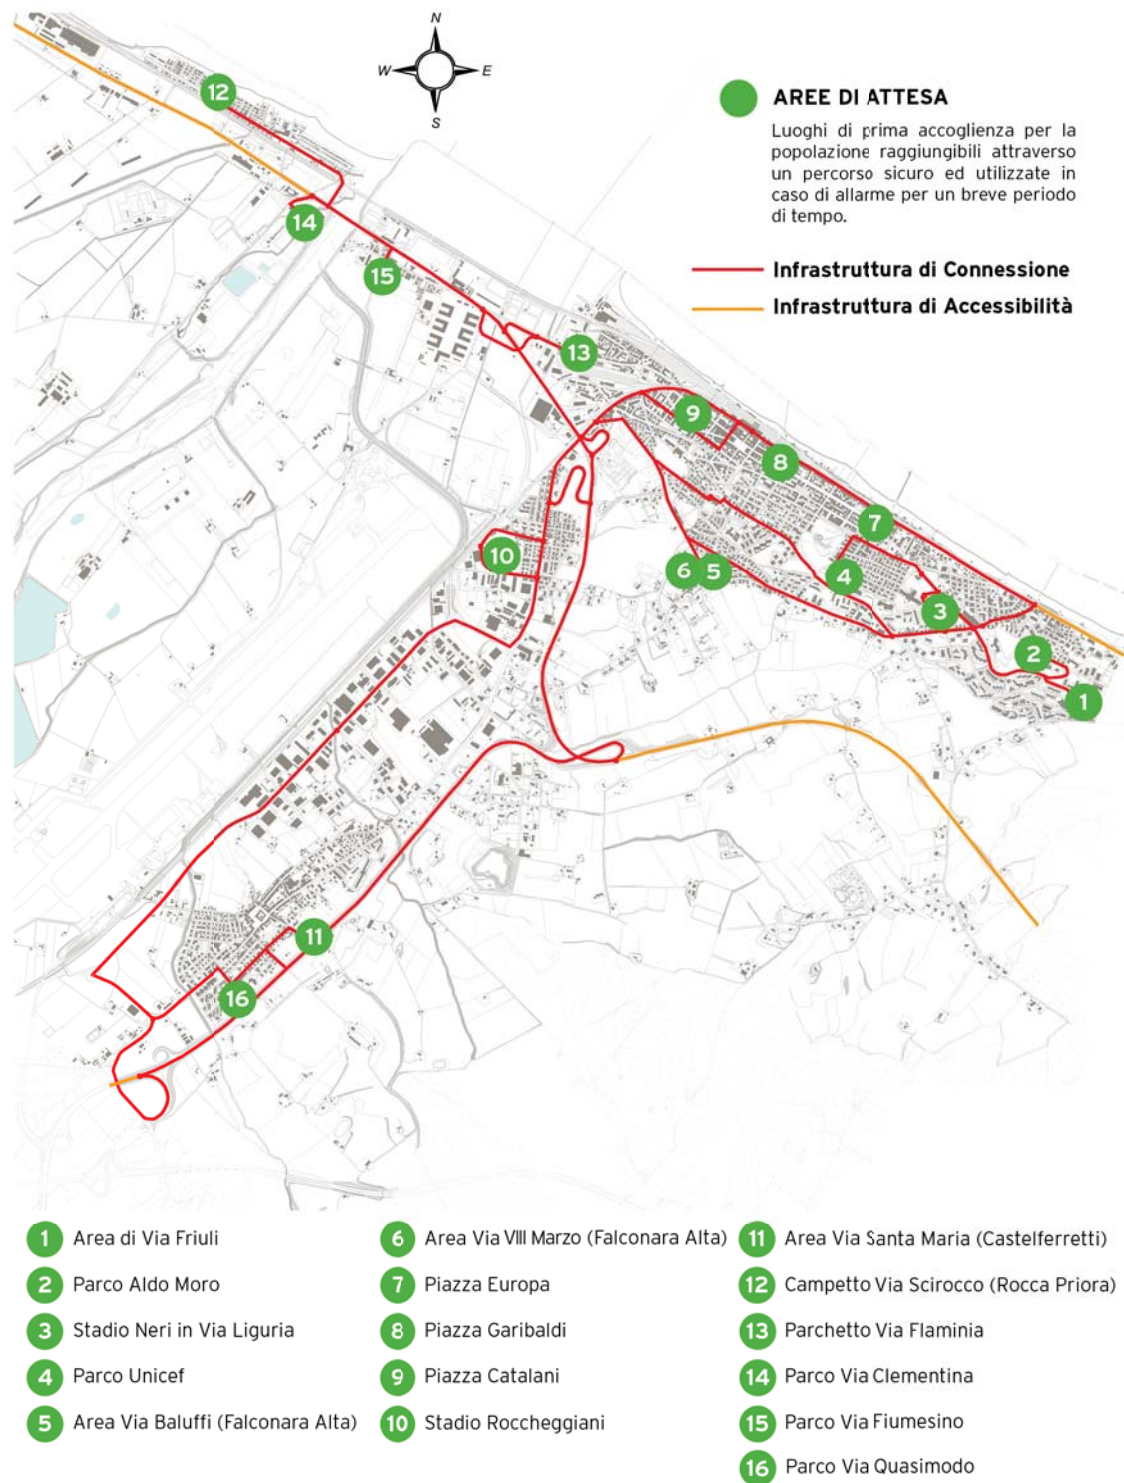 N
W E
S
AREE DI ATTESA
Luoghi di prima accoglienza per la
popolazione raggiungibili attraverso
un percorso sicuro ed utilizzate in
caso di allarme per un breve periodo
di tempo.
Infrastruttura di Connessione
Infrastruttura di Accessibilità
12
14
15
13
9
8
7
10
6 5
4
3
2
1
11
16
1 Area di Via Friuli
2 Parco Aldo Moro
3 Stadio Neri in Via Liguria
4 Parco Unicef
5 Area Via Baluffi (Falconara Alta)
6 Area Via VIII Marzo (Falconara Alta)
7 Piazza Europa
8 Piazza Garibaldi
9 Piazza Catalani
10 Stadio Roccheggiani
11 Area Via Santa Maria (Castelferretti)
12 Campetto Via Scirocco (Rocca Priora)
13 Parchetto Via Flaminia
14 Parco Via Clementina
15 Parco Via Fiumesino
16 Parco Via Quasimodo